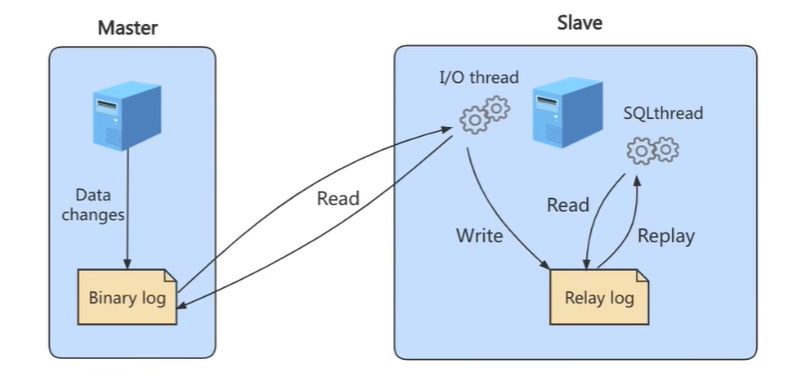 Master
Slave
I/O thread
SQLthread
Data
changes
Read
Read
Write
Replay
Binary log
Relay log